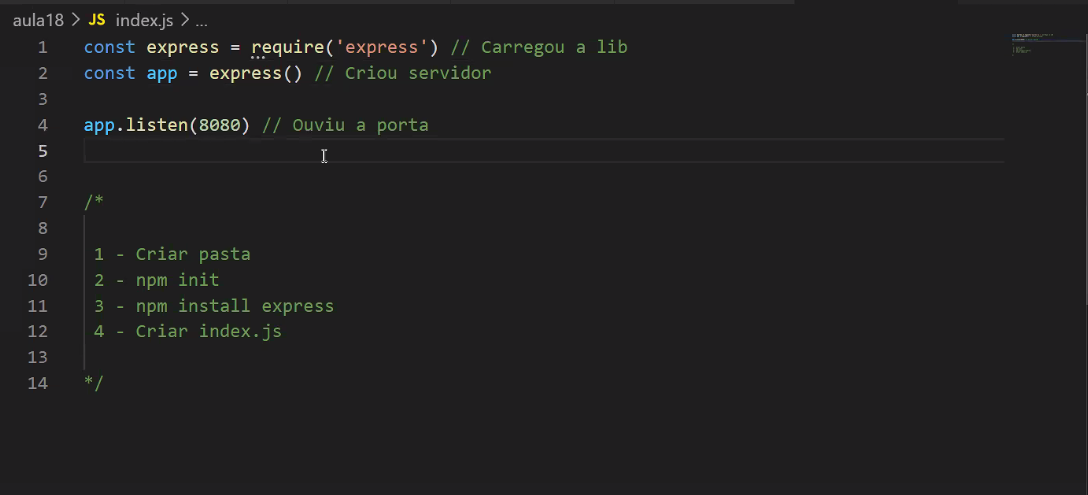 aula18 > JS index.js > ...
1 const express = require('express') // Carregou a lib
2 const app = express() // Criou servidor
3
4 app.listen(8080) // Ouviu a porta
5
6
7 /*
8
9 1 - Criar pasta
10 2 - npm init
11 3 - npm install express
12 4 - Criar index.js
13
14 */